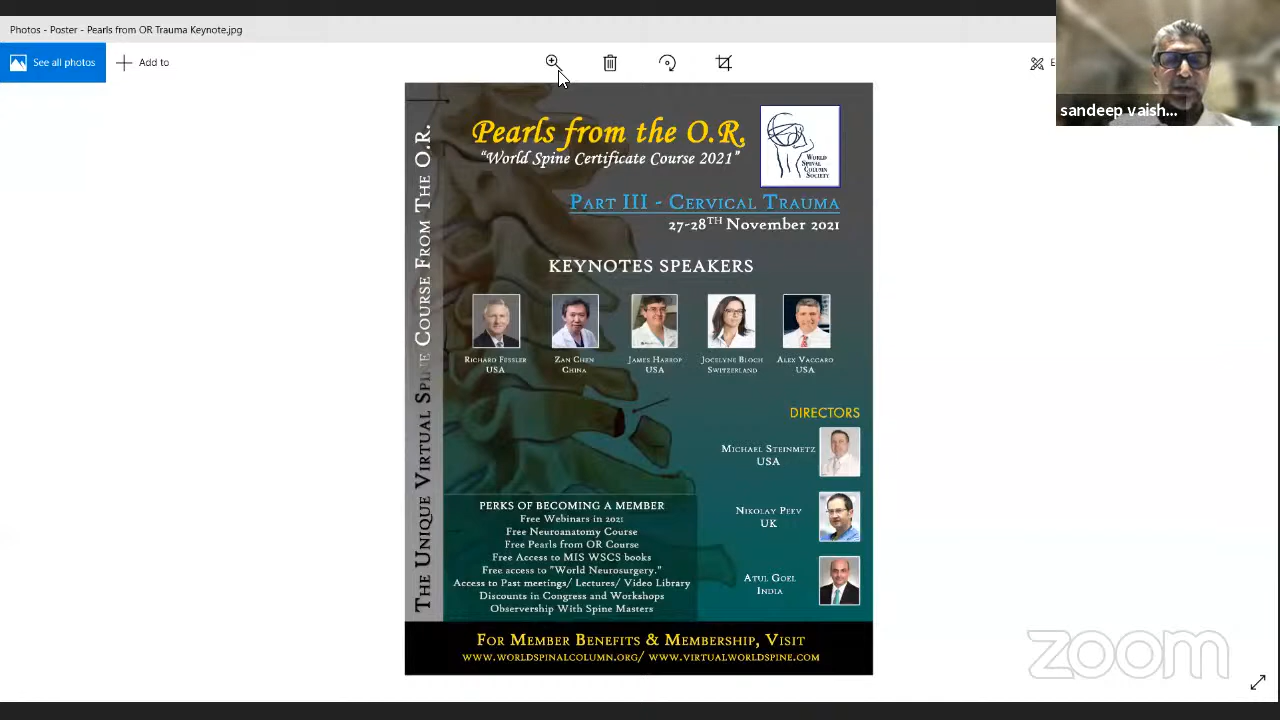 Photos - Poster - Pearls from OR Trauma Keynote.jpg
See all photos
Add to
sandeep vaish...
THE UNIQUE VIRTUAL SPINE COURSE FROM THE O.R.
Pearls from the O.R.
"World Spine Certificate Course 2021"
WORLD
SPINAL
COLUMN
SOCIETY
PART III - CERVICAL TRAUMA
27-28TH November 2021
KEYNOTES SPEAKERS
RICHARD FESSLER
USA
ZAN CHEN
CHINA
JAMES HARROP
USA
JOCELYNE BLOCH
SWITZERLAND
ALEX VACCARO
USA
DIRECTORS
MICHAEL STEINMETZ
USA
NIKOLAY PEEV
UK
ATUL GOEL
INDIA
PERKS OF BECOMING A MEMBER
Free Webinars in 2021
Free Neuroanatomy Course
Free Pearls from OR Course
Free Access to MIS WSCS books
Free access to "World Neurosurgery."
Access to Past meetings/ Lectures/ Video Library
Discounts in Congress and Workshops
Observership With Spine Masters
FOR MEMBER BENEFITS & MEMBERSHIP, VISIT
WWW.WORLDSPINALCOLUMN.ORG/ WWW.VIRTUALWORLDSPINE.COM
zoom